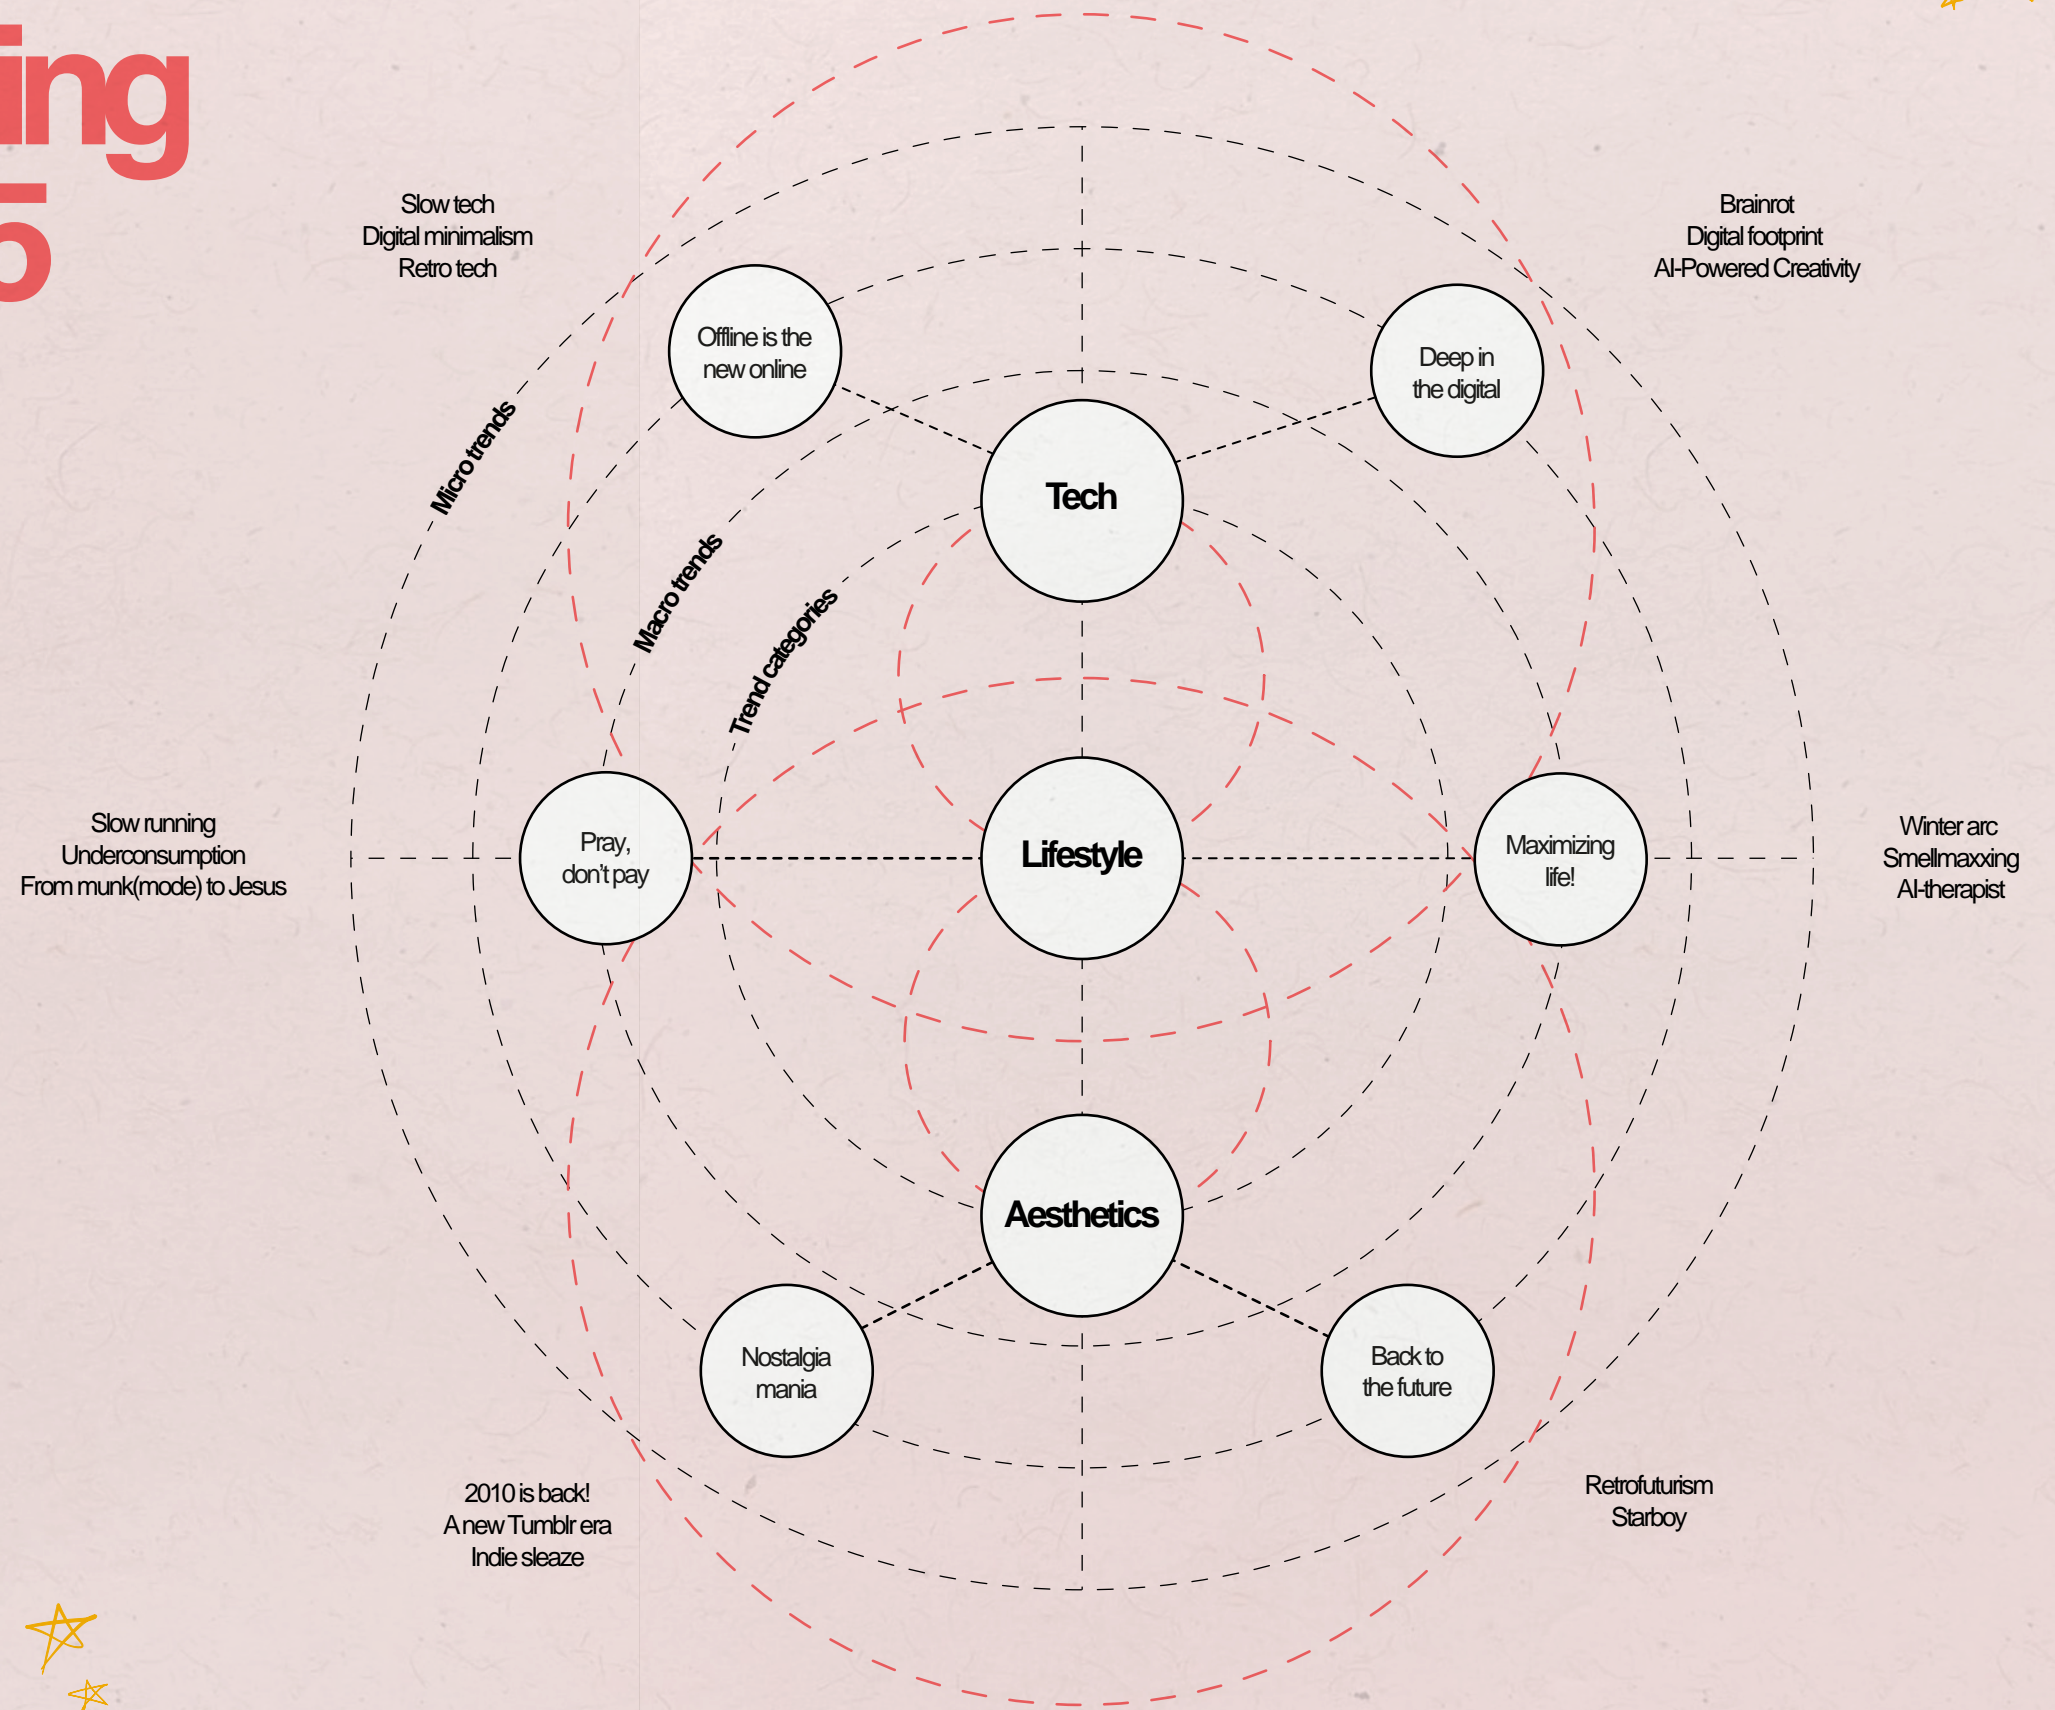 ing
5
Slow tech
Digital minimalism
Retro tech
Brainrot
Digital footprint
AI-Powered Creativity
Offline is the
new online
Deep in
the digital
Micro trends
Macro trends
Trend categories
Tech
Slow running
Underconsumption
From munk(mode) to Jesus
Pray,
don't pay
Lifestyle
Maximizing
life!
Winter arc
Smellmaxxing
AI-therapist
Aesthetics
Nostalgia
mania
Back to
the future
2010 is back!
A new Tumblr era
Indie sleaze
Retrofuturism
Starboy